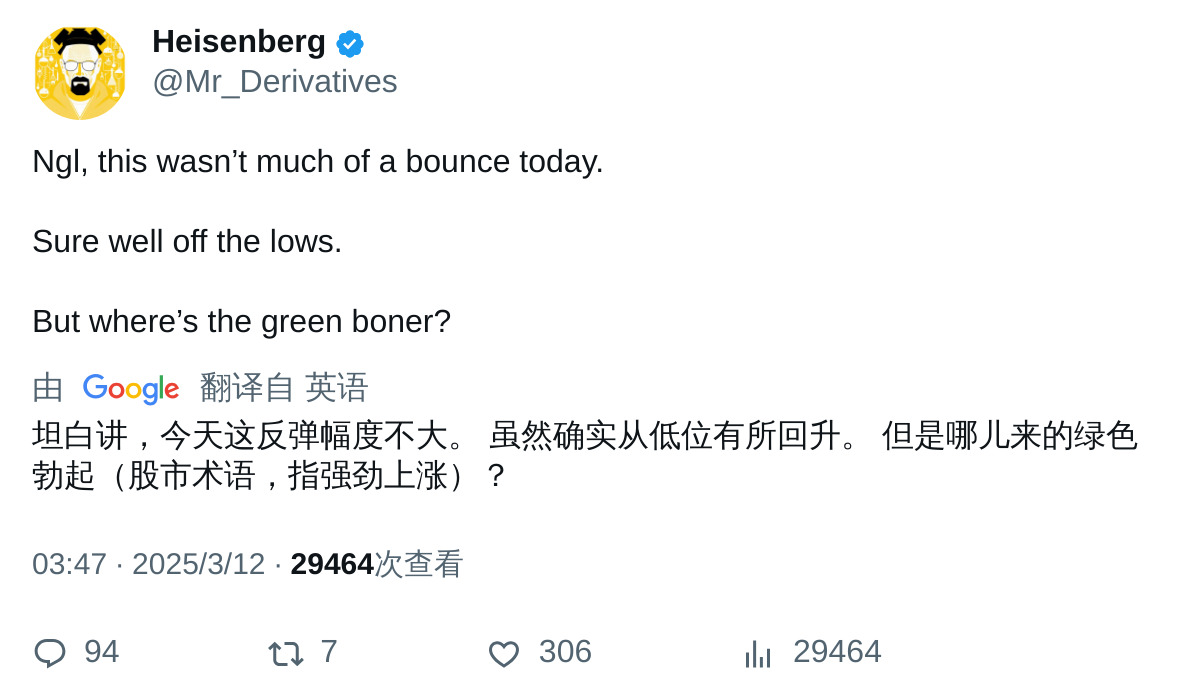 Heisenberg
@Mr_Derivatives
Ngl, this wasn’t much of a bounce today.
Sure well off the lows.
But where’s the green boner?
由 Google 翻译自 英语
坦白讲，今天这反弹幅度不大。 虽然确实从低位有所回升。 但是哪儿来的绿色
勃起（股市术语，指强劲上涨）？
03:47 · 2025/3/12 · 29464次查看
94 7 306 29464